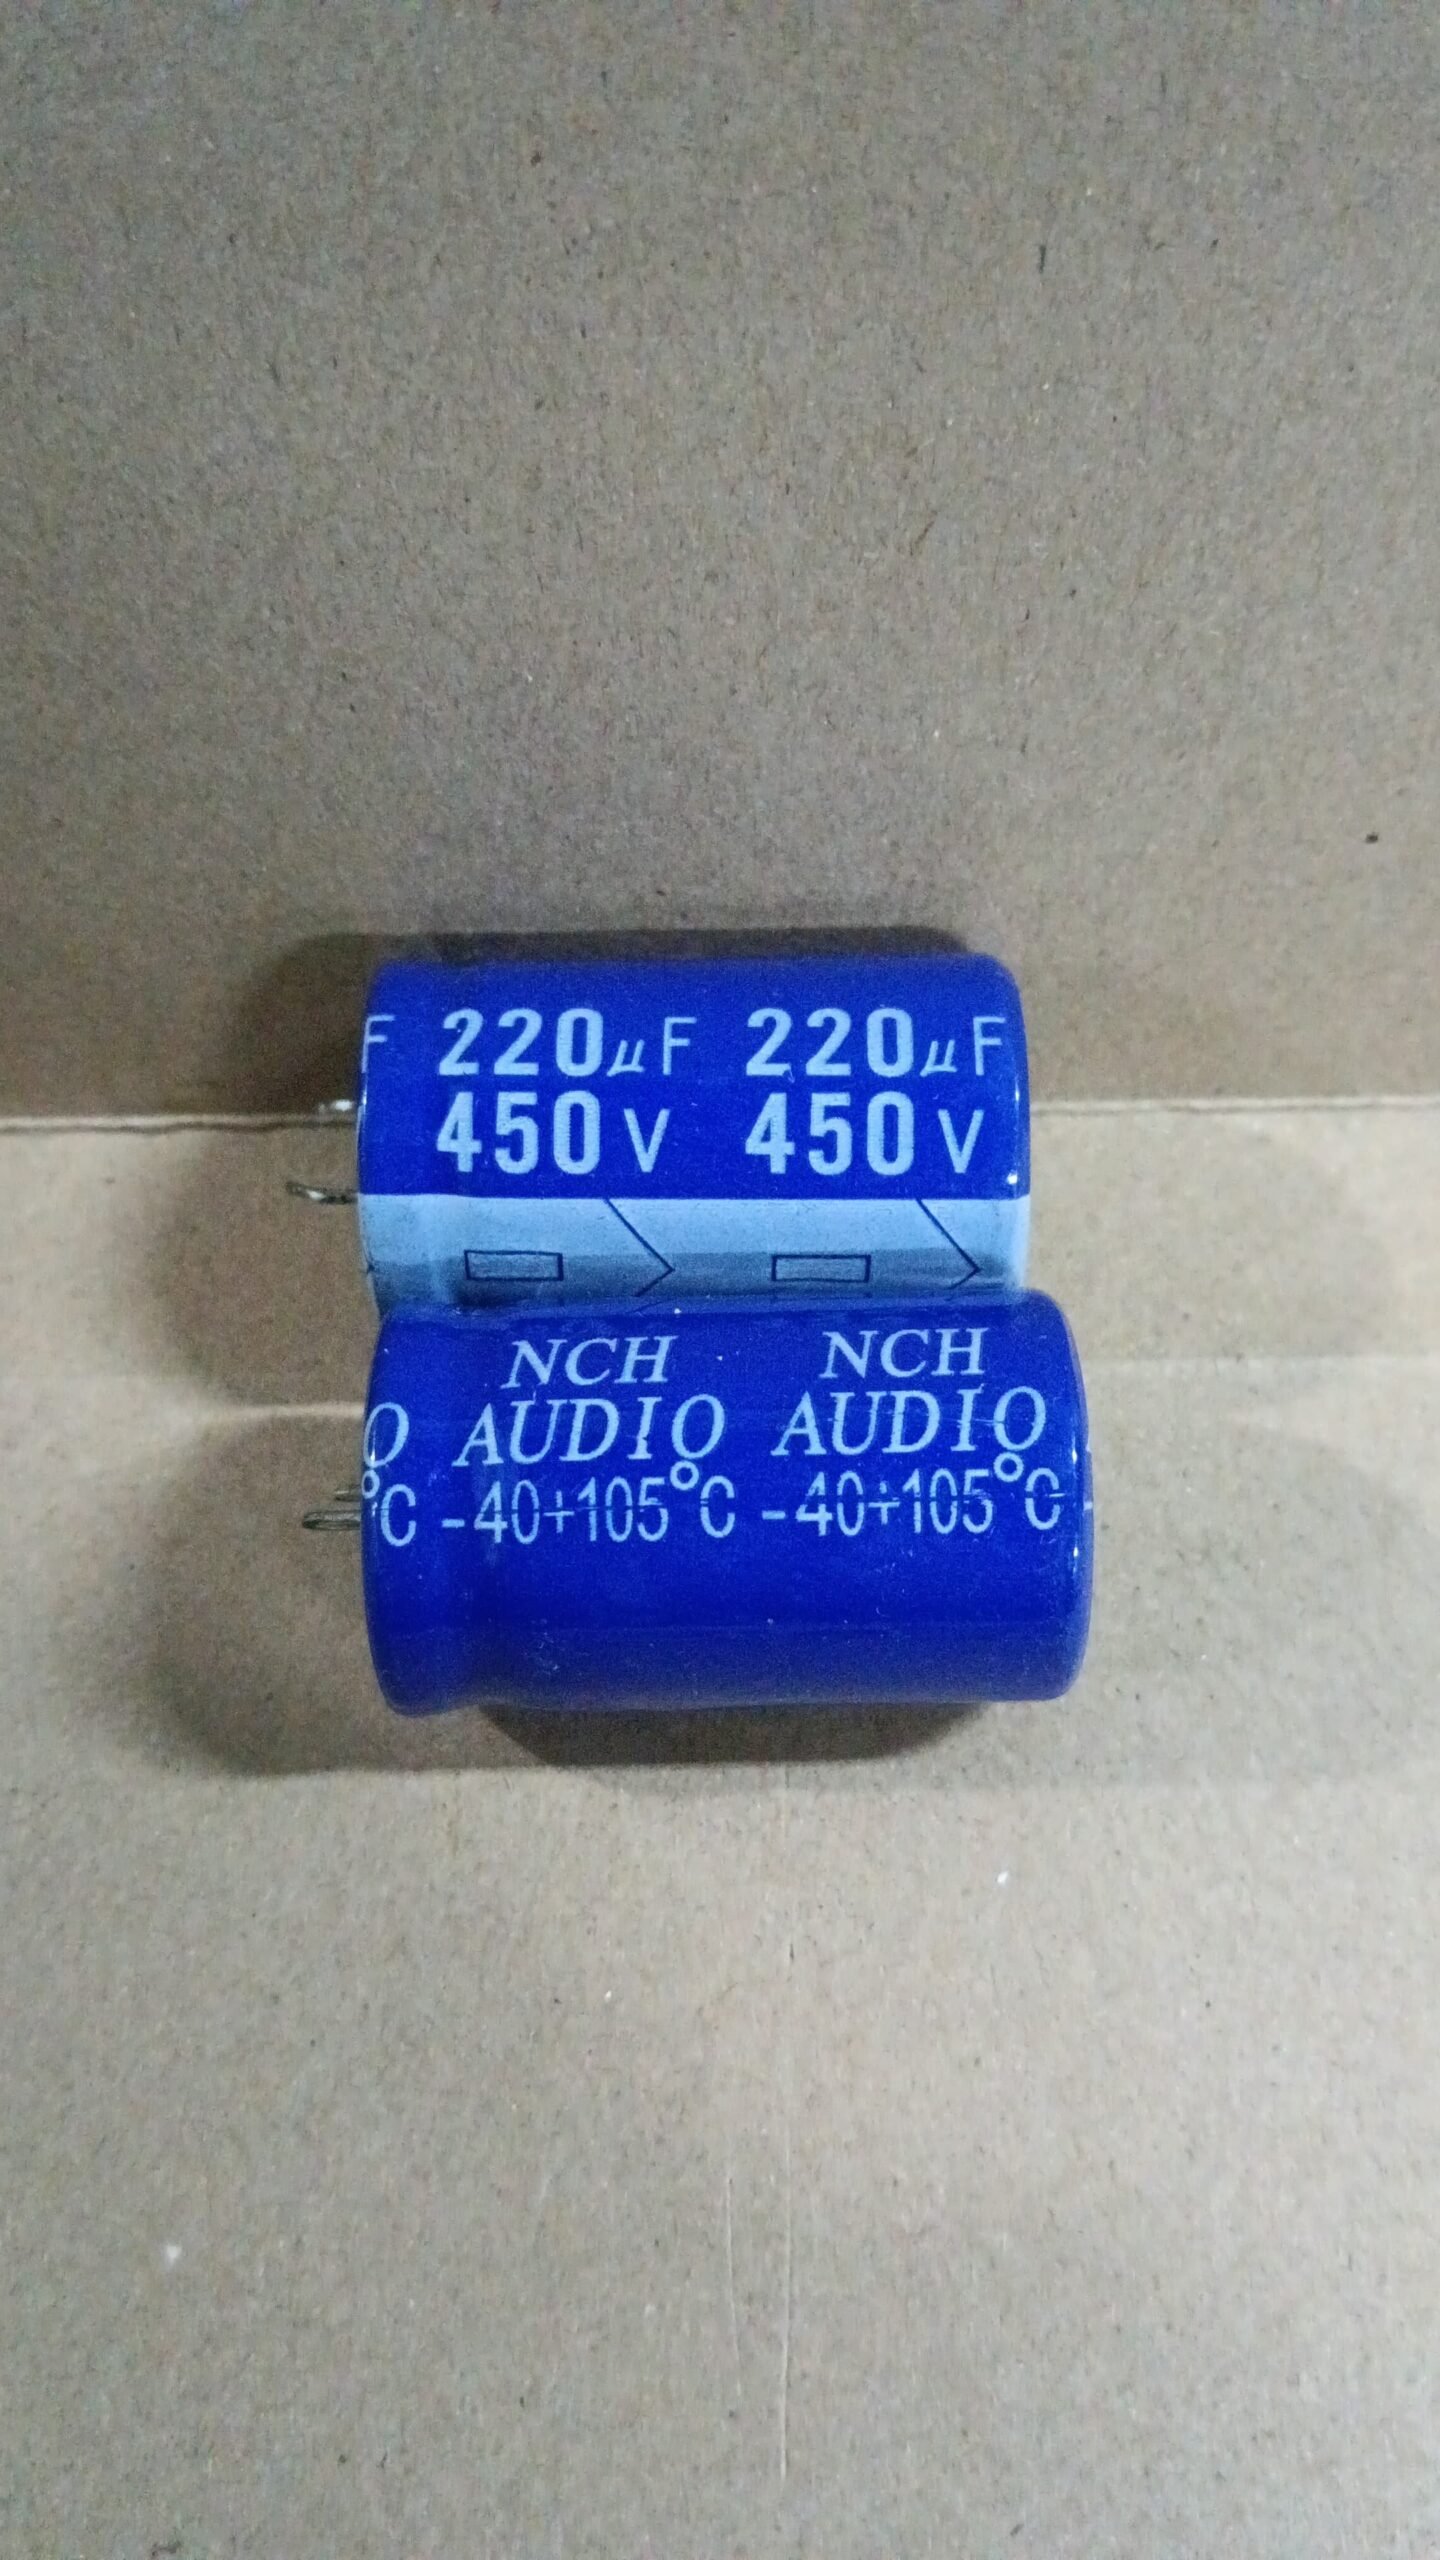 F 220µF 220µF
450V 450V
NCH NCH
O AUDIO AUDIO
°C -40+105°C -40+105°C